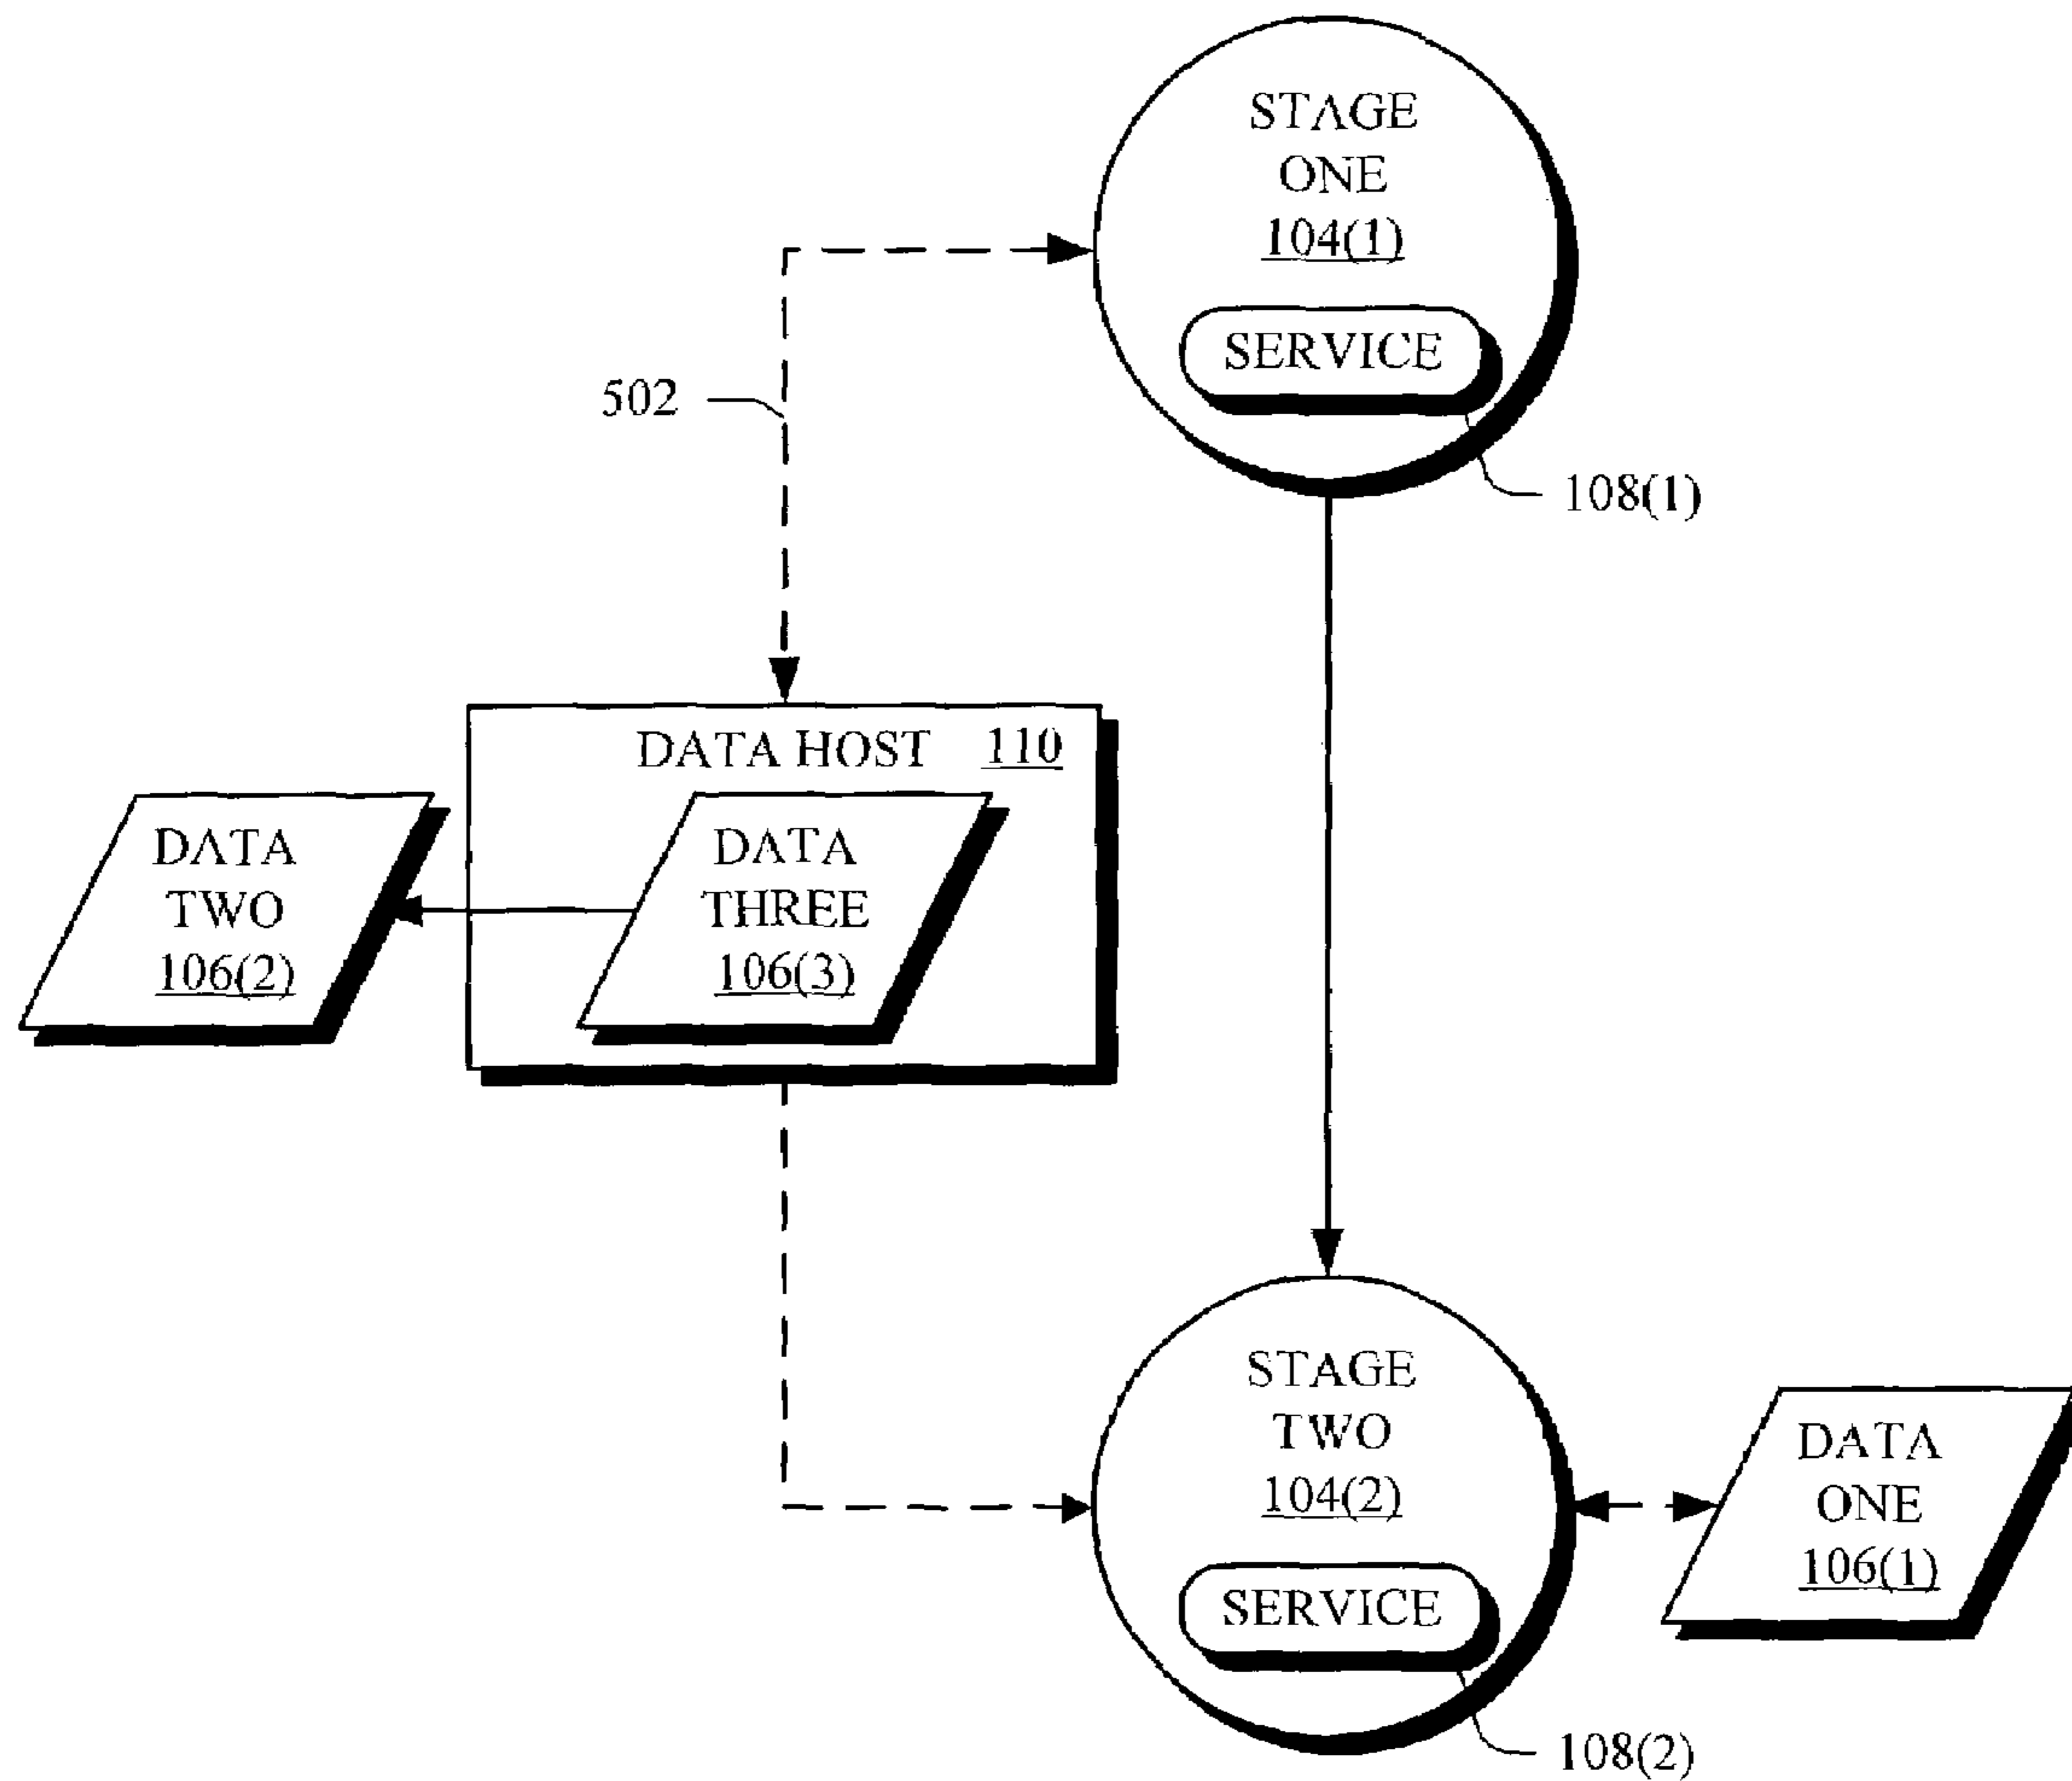 STAGE
ONE
104(1)
SERVICE
502
108(1)
DATA HOST 110
DATA
TWO
106(2)
DATA
THREE
106(3)
STAGE
TWO
104(2)
SERVICE
DATA
ONE
106(1)
108(2)